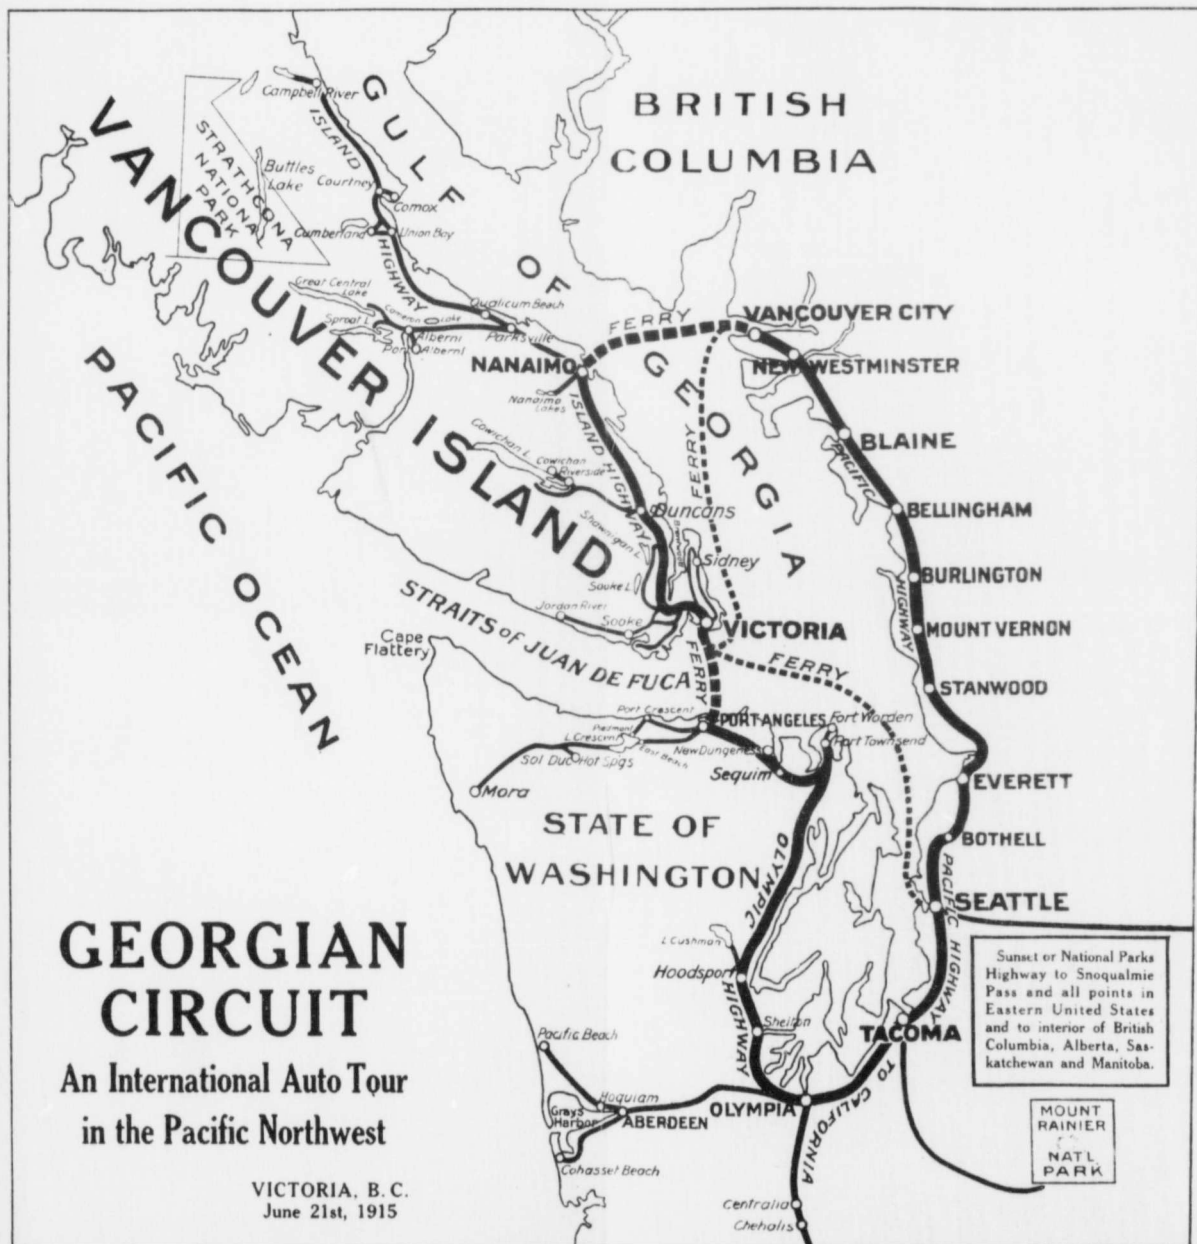 Campbell River
GULF
OF
GEORGIA
BRITISH
COLUMBIA
VANCOUVER ISLAND
STRATHCONA
NATIONAL
PARK
Buttles
Lake
ISLAND
HIGHWAY
Courtney
Comox
Cumberland
Union Bay
Great Central
Lake
Sproat L
Cameron Lake
Qualicum Beach
Parksville
Alberni
Port Alberni
FERRY
VANCOUVER CITY
NEW WESTMINSTER
NANAIMO
Nanaimo
Lakes
ISLAND HIGHWAY
FERRY
PACIFIC
HIGHWAY
BLAINE
BELLINGHAM
BURLINGTON
MOUNT VERNON
STANWOOD
EVERETT
BOTHELL
SEATTLE
PACIFIC OCEAN
Cowichan L
Cowichan
Riverside
Duncans
Shawnigan L
Sidney
Sooke L
Jordan River
Sooke
VICTORIA
STRAITS of JUAN DE FUCA
Cape
Flattery
FERRY
FERRY
Port Crescent
Piedmont
L Crescent
East Beach
PORT ANGELES
Fort Worden
Port Townsend
New Dungeness
Sequim
Sol Duc Hot Spgs
Mora
STATE OF
WASHINGTON
OLYMPIC
HIGHWAY
L Cushman
Hoodsport
Shelton
PACIFIC HIGHWAY
TACOMA
TO CALIFORNIA
OLYMPIA
Pacific Beach
Hoquiam
Grays
Harbor
ABERDEEN
Cohasset Beach
Centralia
Chehalis
Sunset or National Parks
Highway to Snoqualmie
Pass and all points in
Eastern United States
and to interior of British
Columbia, Alberta, Sas-
katchewan and Manitoba.
MOUNT
RAINIER
NATL
PARK
GEORGIAN
CIRCUIT
An International Auto Tour
in the Pacific Northwest
VICTORIA, B. C.
June 21st, 1915